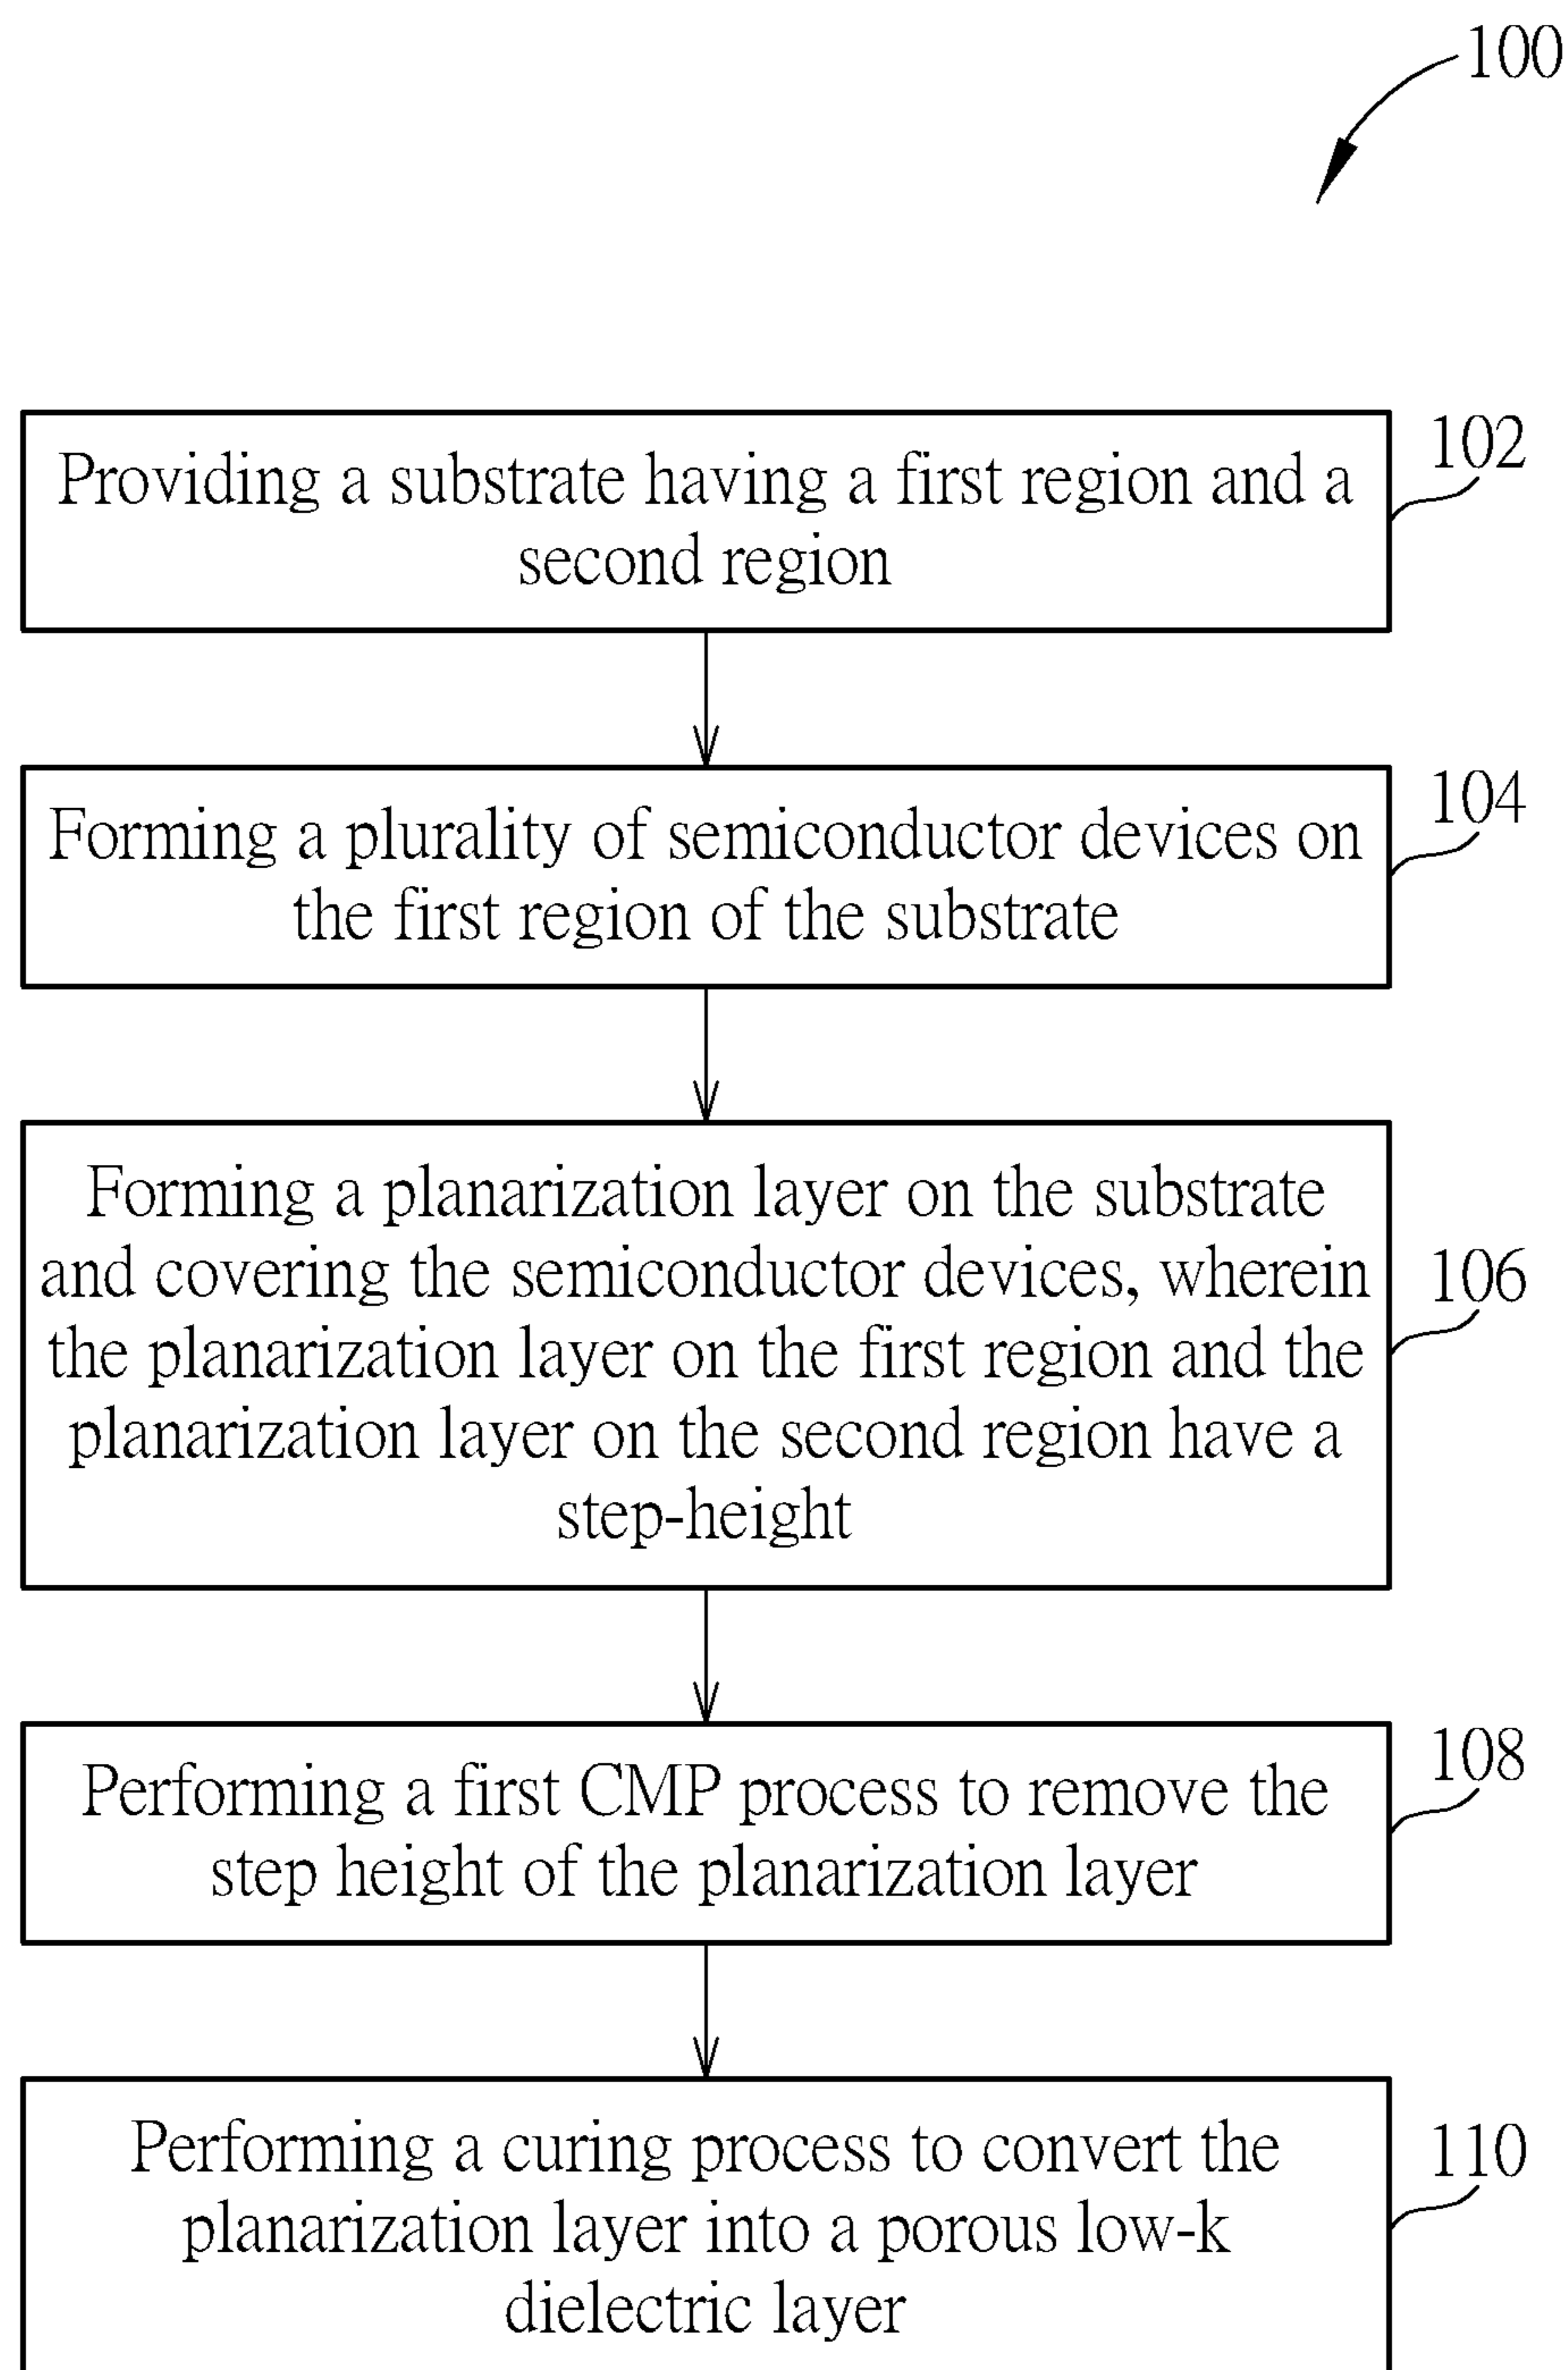 100
Providing a substrate having a first region and a
second region
102
Forming a plurality of semiconductor devices on
the first region of the substrate
104
Forming a planarization layer on the substrate
and covering the semiconductor devices, wherein
the planarization layer on the first region and the
planarization layer on the second region have a
step-height
106
Performing a first CMP process to remove the
step height of the planarization layer
108
Performing a curing process to convert the
planarization layer into a porous low-k
dielectric layer
110